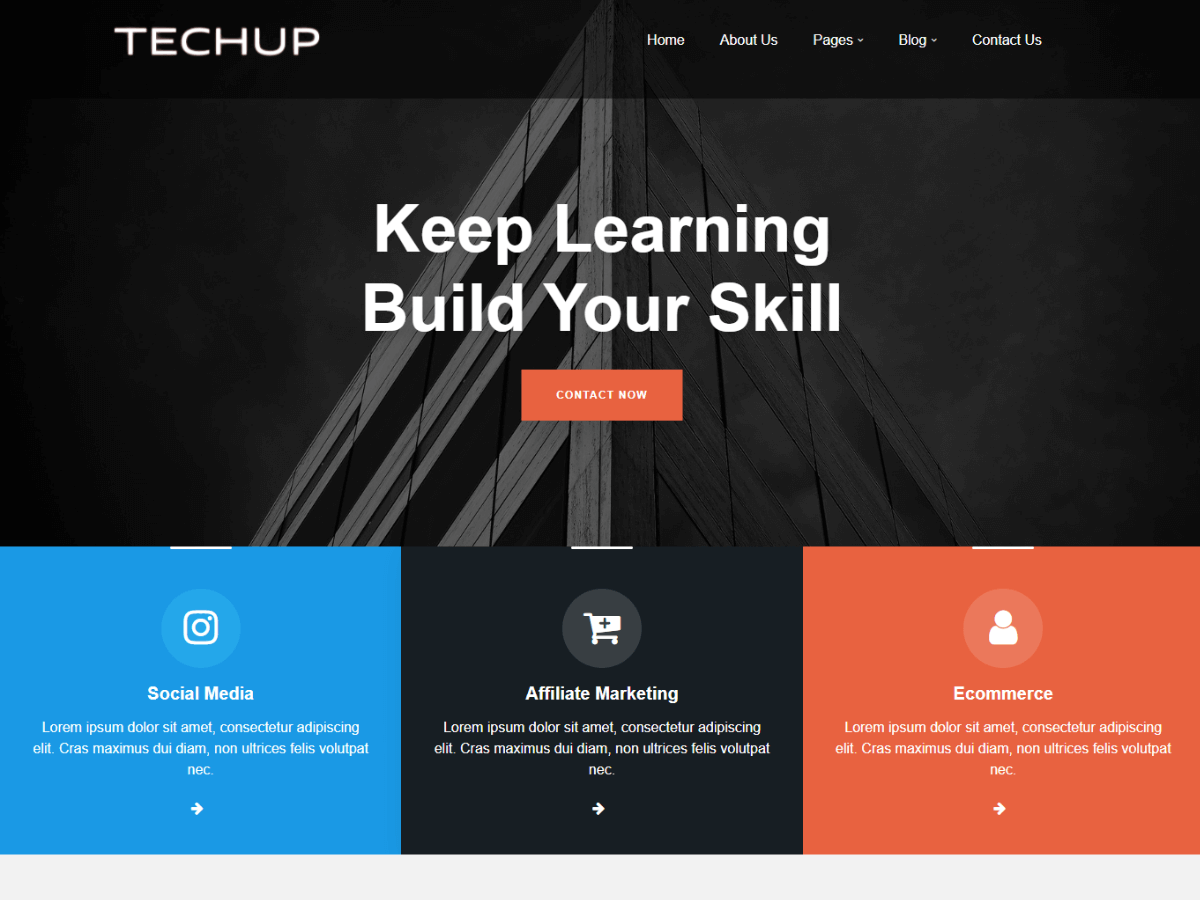 TECHUP
Home About Us Pages Blog Contact Us
Keep Learning
Build Your Skill
CONTACT NOW
Social Media
Lorem ipsum dolor sit amet, consectetur adipiscing
elit. Cras maximus dui diam, non ultrices felis volutpat
nec.
Affiliate Marketing
Lorem ipsum dolor sit amet, consectetur adipiscing
elit. Cras maximus dui diam, non ultrices felis volutpat
nec.
Ecommerce
Lorem ipsum dolor sit amet, consectetur adipiscing
elit. Cras maximus dui diam, non ultrices felis volutpat
nec.